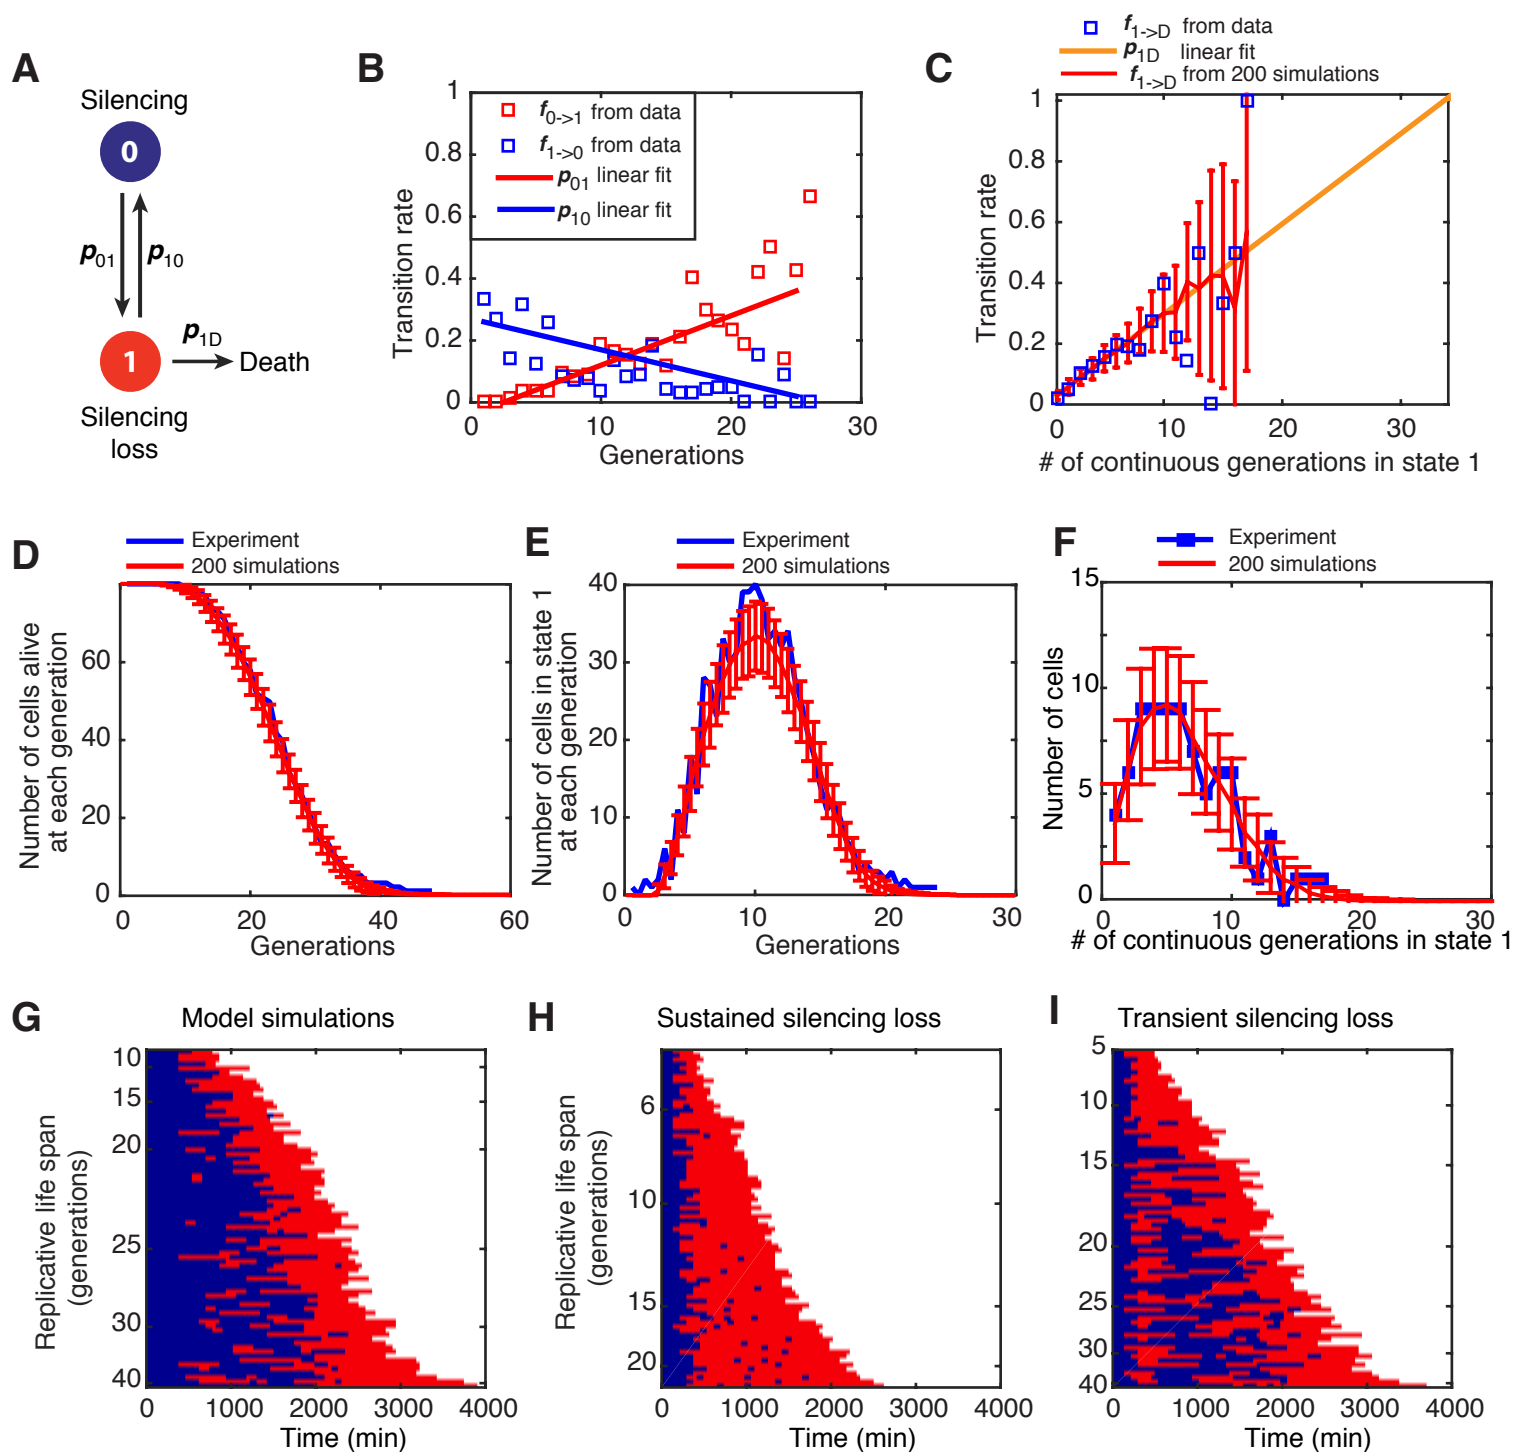 A
Silencing
0
p01
p10
1
p1D
Death
Silencing
loss
B
f0->1 from data
f1->0 from data
p01 linear fit
p10 linear fit
Transition rate
1
0.8
0.6
0.4
0.2
0
0
10
20
30
Generations
C
f1->D from data
p1D linear fit
f1->D from 200 simulations
Transition rate
1
0.8
0.6
0.4
0.2
0
0
10
20
30
# of continuous generations in state 1
D
Experiment
200 simulations
Number of cells alive
at each generation
60
40
20
0
0
20
40
60
Generations
E
Experiment
200 simulations
Number of cells in state 1
at each generation
40
30
20
10
0
0
10
20
30
Generations
F
Experiment
200 simulations
Number of cells
15
10
5
0
0
10
20
30
# of continuous generations in state 1
G
Model simulations
Replicative life span
(generations)
10
15
20
25
30
40
0
1000
2000
3000
4000
Time (min)
H
Sustained silencing loss
Replicative life span
(generations)
6
10
15
20
0
1000
2000
3000
4000
Time (min)
I
Transient silencing loss
5
10
15
20
25
30
40
0
1000
2000
3000
4000
Time (min)